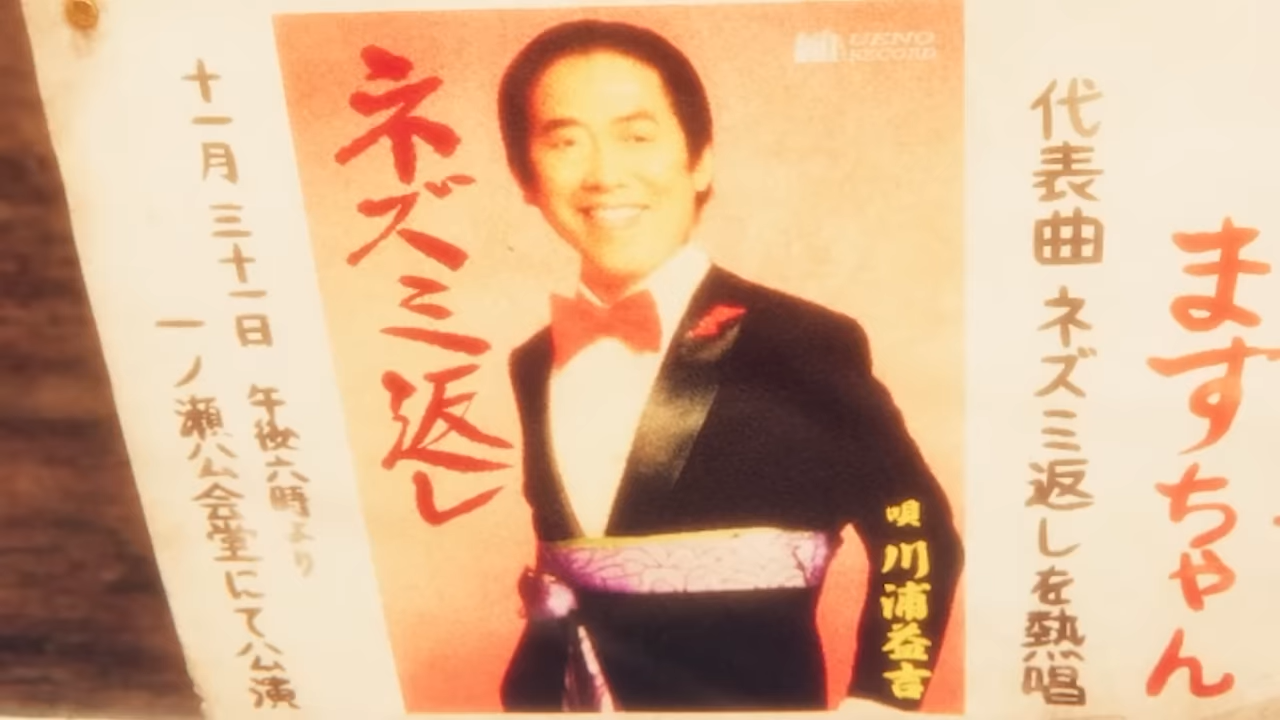 ますちゃん
代表曲 ネズミ返しを熱唱
UENO
RECORD
ネズミ返し
唄 川浦益吉
十一月三十一日 午後六時より
一ノ瀬公会堂にて公演